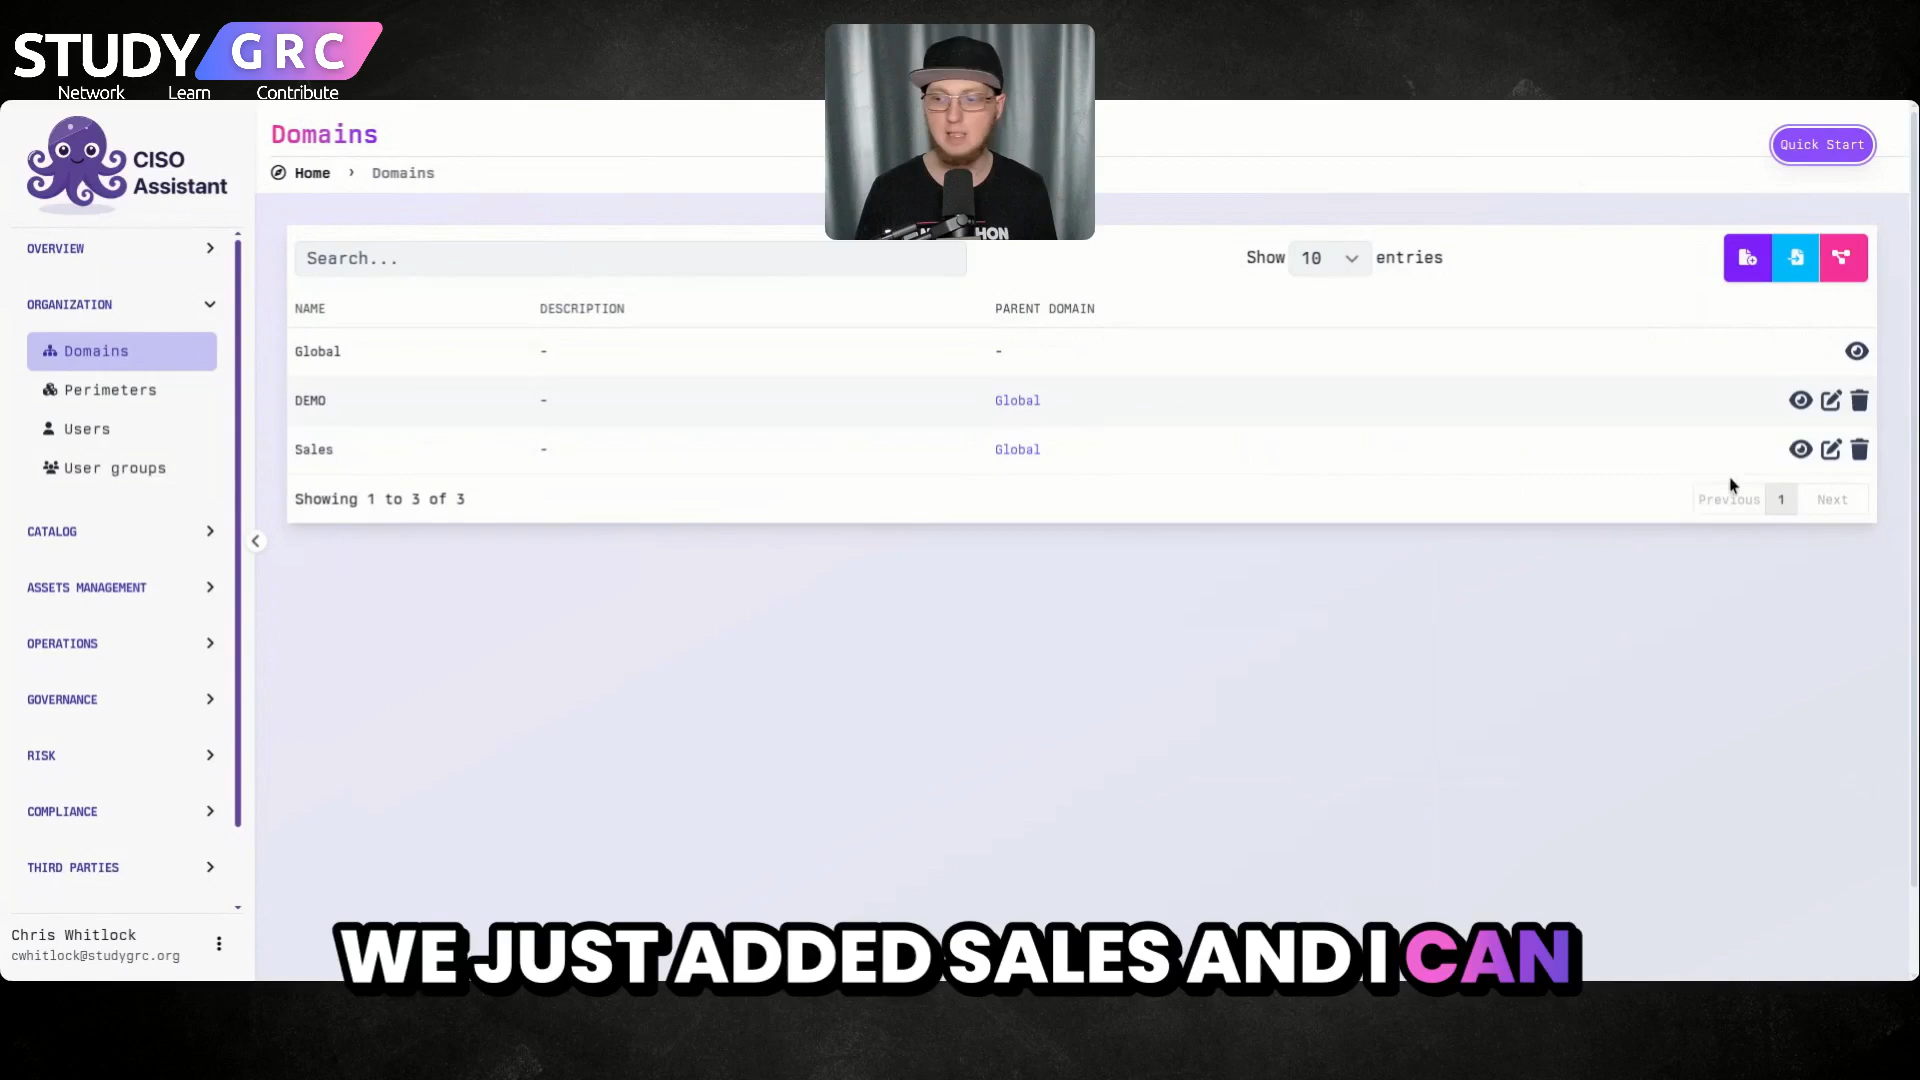 STUDY GRC
Network Learn Contribute
CISO
Assistant
Domains
Home › Domains
Quick Start
OVERVIEW
ORGANIZATION
Domains
Perimeters
Users
User groups
CATALOG
ASSETS MANAGEMENT
OPERATIONS
GOVERNANCE
RISK
COMPLIANCE
THIRD PARTIES
Chris Whitlock
cwhitlock@studygrc.org
Search...
Show 10 entries
NAME DESCRIPTION PARENT DOMAIN
Global - -
DEMO - Global
Sales - Global
Showing 1 to 3 of 3
Previous 1 Next
WE JUST ADDED SALES AND I CAN